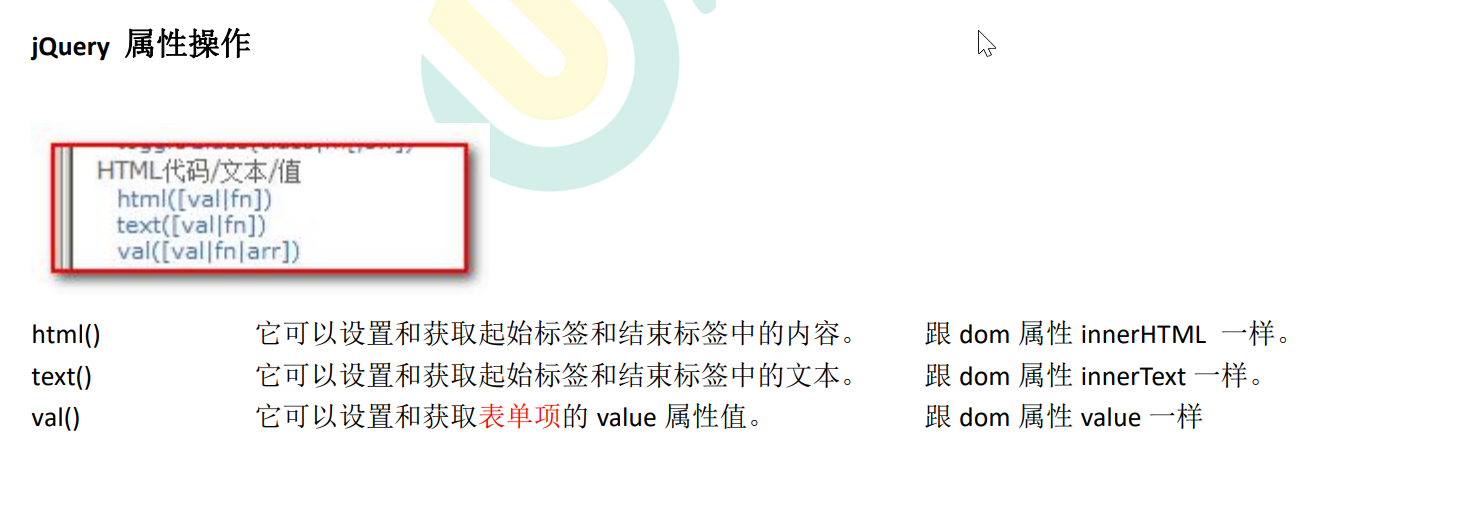 jQuery 属性操作
HTML代码/文本/值
html([val|fn])
text([val|fn])
val([val|fn|arr])
html() 它可以设置和获取起始标签和结束标签中的内容。 跟 dom 属性 innerHTML 一样。
text() 它可以设置和获取起始标签和结束标签中的文本。 跟 dom 属性 innerText 一样。
val() 它可以设置和获取表单项的 value 属性值。 跟 dom 属性 value 一样